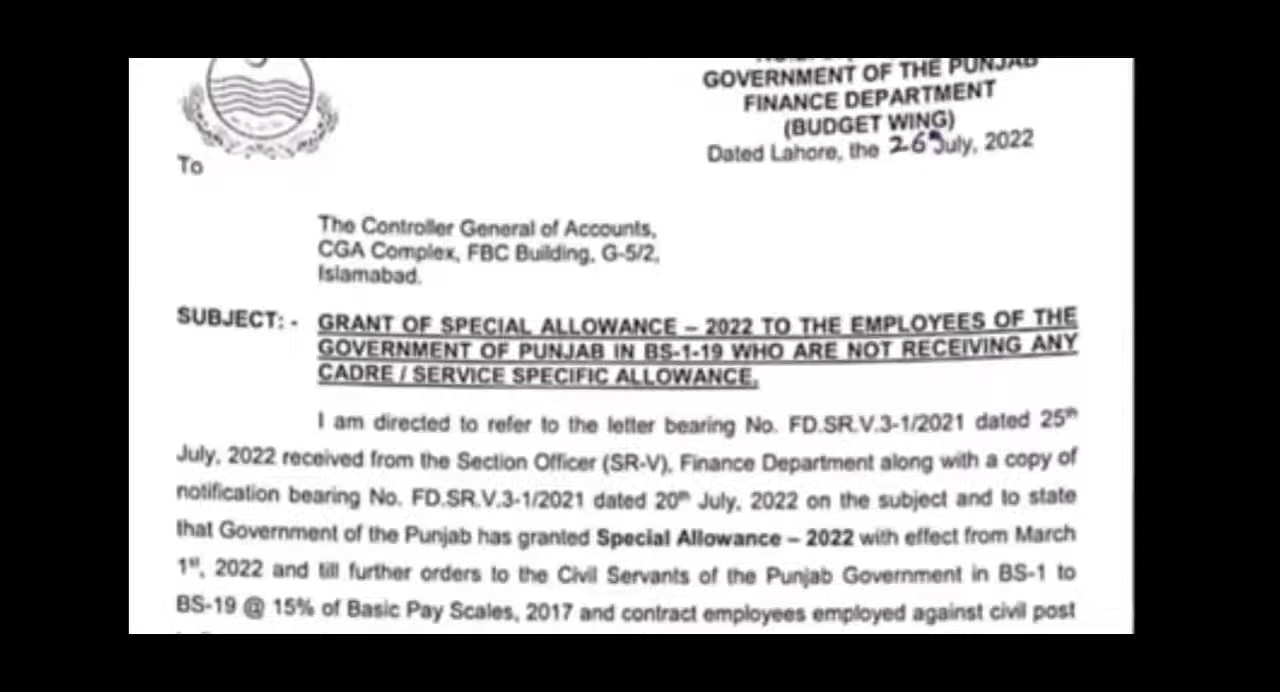 GOVERNMENT OF THE PUNJAB
FINANCE DEPARTMENT
(BUDGET WING)
Dated Lahore, the 26 July, 2022
To
The Controller General of Accounts,
CGA Complex, FBC Building, G-5/2,
Islamabad.
SUBJECT: - GRANT OF SPECIAL ALLOWANCE – 2022 TO THE EMPLOYEES OF THE
GOVERNMENT OF PUNJAB IN BS-1-19 WHO ARE NOT RECEIVING ANY
CADRE / SERVICE SPECIFIC ALLOWANCE.
I am directed to refer to the letter bearing No. FD.SR.V.3-1/2021 dated 25th
July, 2022 received from the Section Officer (SR-V), Finance Department along with a copy of
notification bearing No. FD.SR.V.3-1/2021 dated 20th July, 2022 on the subject and to state
that Government of the Punjab has granted Special Allowance – 2022 with effect from March
1st, 2022 and till further orders to the Civil Servants of the Punjab Government in BS-1 to
BS-19 @ 15% of Basic Pay Scales, 2017 and contract employees employed against civil post